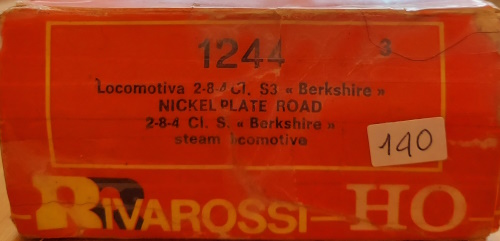 1244 3
Locomotiva 2-8-4 Cl. S3 « Berkshire »
NICKEL PLATE ROAD
2-8-4 Cl. S. « Berkshire »
steam locomotive
140
RIVAROSSI HO